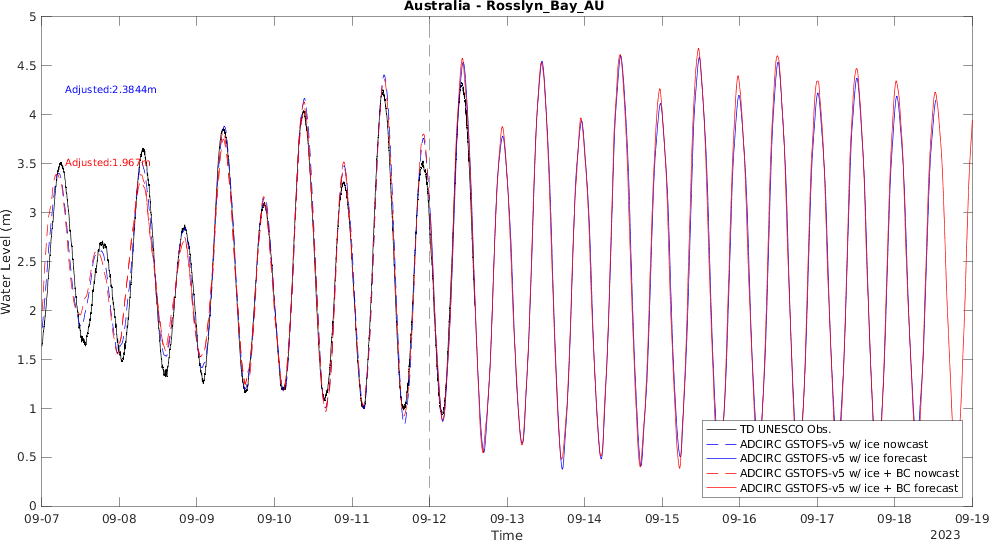 Australia - Rosslyn_Bay_AU
5
4.5
4
3.5
3
2.5
2
1.5
1
0.5
0
Water Level (m)
Adjusted:2.3844m
Adjusted:1.967m
TD UNESCO Obs.
ADCIRC GSTOFS-v5 w/ ice nowcast
ADCIRC GSTOFS-v5 w/ ice forecast
ADCIRC GSTOFS-v5 w/ ice + BC nowcast
ADCIRC GSTOFS-v5 w/ ice + BC forecast
09-07 09-08 09-09 09-10 09-11 09-12 09-13 09-14 09-15 09-16 09-17 09-18 09-19
Time
2023